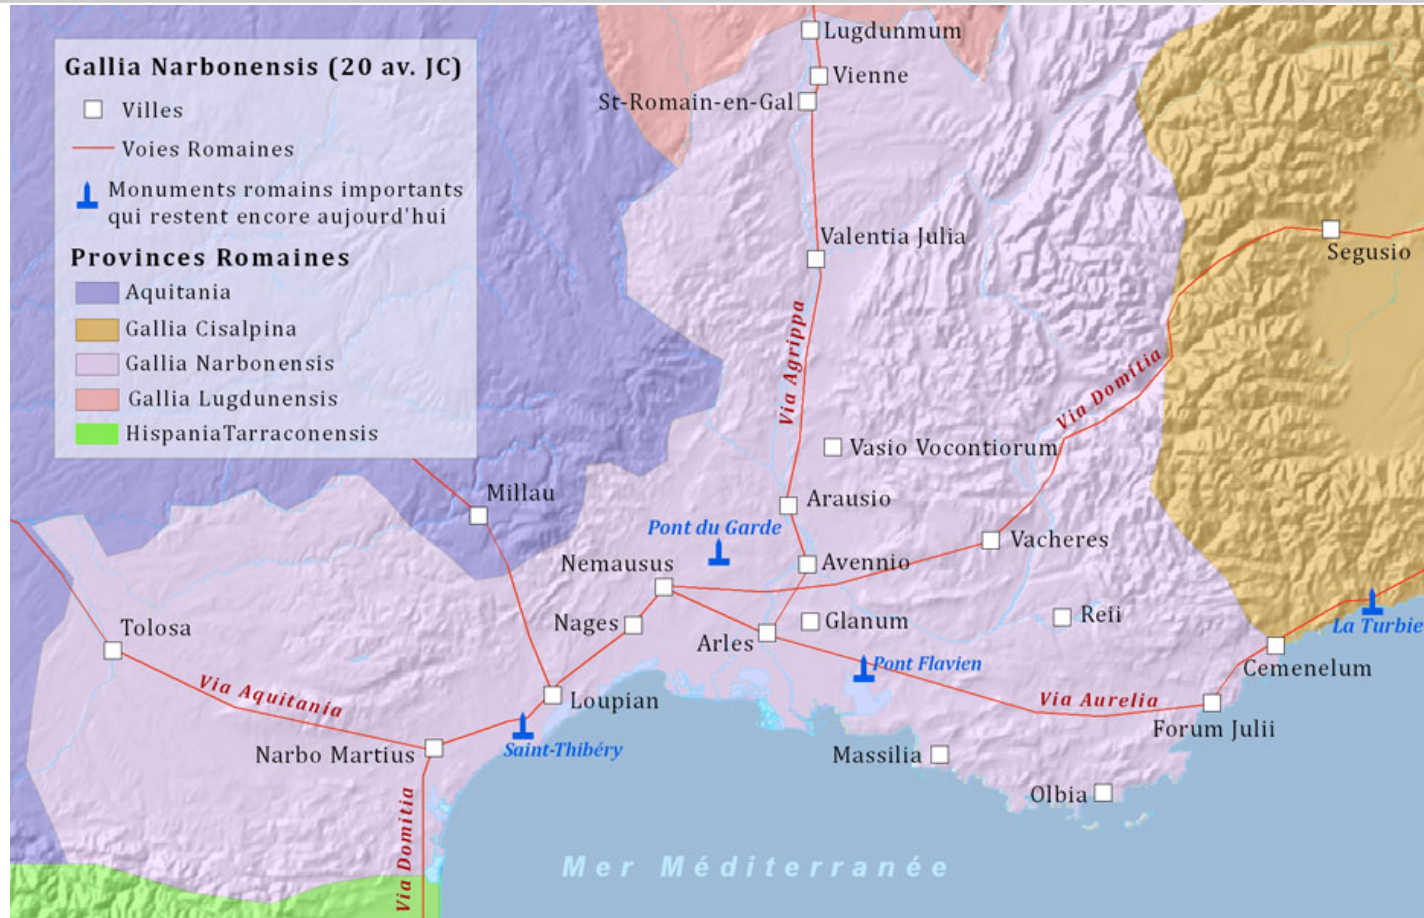 Gallia Narbonensis (20 av. JC)
Villes
Voies Romaines
Monuments romains importants
qui restent encore aujourd'hui
Provinces Romaines
Aquitania
Gallia Cisalpina
Gallia Narbonensis
Gallia Lugdunensis
HispaniaTarraconensis
Lugdunmum
Vienne
St-Romain-en-Gal
Valentia Julia
Segusio
Via Agrippa
Via Domitia
Vasio Vocontiorum
Millau
Arausio
Pont du Garde
Vacheres
Nemausus
Avennio
Nages
Glanum
Reii
Tolosa
Arles
La Turbie
Pont Flavien
Cemenelum
Via Aquitania
Loupian
Via Aurelia
Forum Julii
Narbo Martius
Saint-Thibéry
Massilia
Olbia
Via Domitia
Mer Méditerranée